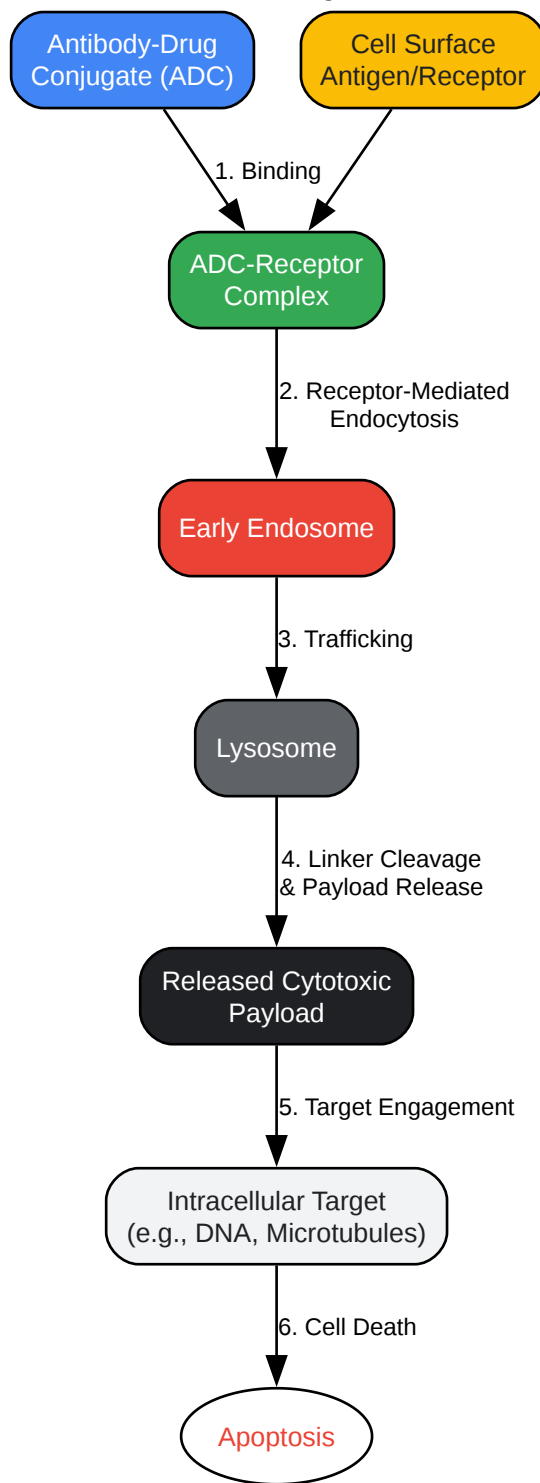 Antibody-Drug
Conjugate (ADC)
Cell Surface
Antigen/Receptor
1. Binding
ADC-Receptor
Complex
2. Receptor-Mediated
Endocytosis
Early Endosome
3. Trafficking
Lysosome
4. Linker Cleavage
& Payload Release
Released Cytotoxic
Payload
5. Target Engagement
Intracellular Target
(e.g., DNA, Microtubules)
6. Cell Death
Apoptosis